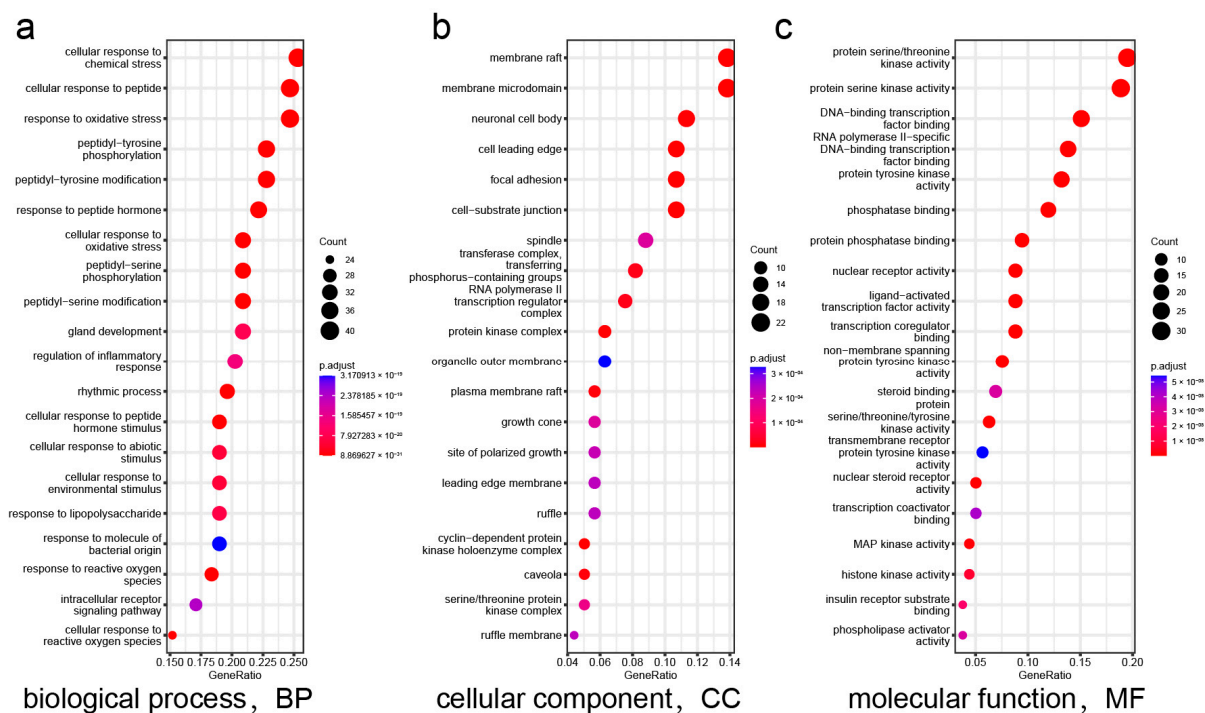 a
cellular response to
chemical stress
cellular response to peptide
response to oxidative stress
peptidyl−tyrosine
phosphorylation
peptidyl−tyrosine modification
response to peptide hormone
cellular response to
oxidative stress
peptidyl−serine
phosphorylation
peptidyl−serine modification
gland development
regulation of inflammatory
response
rhythmic process
cellular response to peptide
hormone stimulus
cellular response to abiotic
stimulus
cellular response to
environmental stimulus
response to lipopolysaccharide
response to molecule of
bacterial origin
response to reactive oxygen
species
intracellular receptor
signaling pathway
cellular response to
reactive oxygen species
0.150 0.175 0.200 0.225 0.250
GeneRatio
Count
24
28
32
36
40
p.adjust
3.170913 × 10⁻¹⁹
2.378185 × 10⁻¹⁹
1.585457 × 10⁻¹⁹
7.927283 × 10⁻²⁰
8.869627 × 10⁻³¹
biological process, BP
b
membrane raft
membrane microdomain
neuronal cell body
cell leading edge
focal adhesion
cell−substrate junction
spindle
transferase complex,
transferring
phosphorus−containing groups
RNA polymerase II
transcription regulator
complex
protein kinase complex
organelle outer membrane
plasma membrane raft
growth cone
site of polarized growth
leading edge membrane
ruffle
cyclin−dependent protein
kinase holoenzyme complex
caveola
serine/threonine protein
kinase complex
ruffle membrane
0.04 0.06 0.08 0.10 0.12 0.14
GeneRatio
Count
10
14
18
22
p.adjust
3 × 10⁻⁰⁴
2 × 10⁻⁰⁴
1 × 10⁻⁰⁴
cellular component, CC
c
protein serine/threonine
kinase activity
protein serine kinase activity
DNA−binding transcription
factor binding
RNA polymerase II−specific
DNA−binding transcription
factor binding
protein tyrosine kinase
activity
phosphatase binding
protein phosphatase binding
nuclear receptor activity
ligand−activated
transcription factor activity
transcription coregulator
binding
non−membrane spanning
protein tyrosine kinase
activity
steroid binding
protein
serine/threonine/tyrosine
kinase activity
transmembrane receptor
protein tyrosine kinase
activity
nuclear steroid receptor
activity
transcription coactivator
binding
MAP kinase activity
histone kinase activity
insulin receptor substrate
binding
phospholipase activator
activity
0.05 0.10 0.15 0.20
GeneRatio
Count
10
15
20
25
30
p.adjust
molecular function, MF